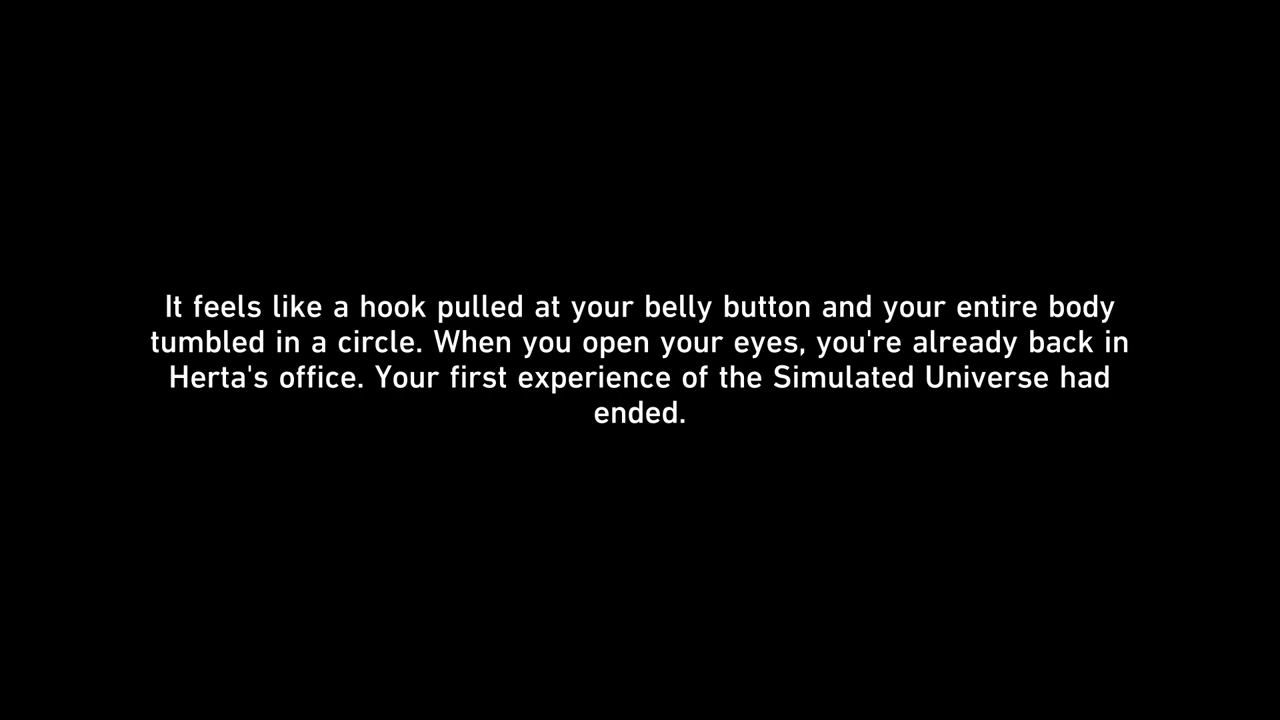 It feels like a hook pulled at your belly button and your entire body
tumbled in a circle. When you open your eyes, you're already back in
Herta's office. Your first experience of the Simulated Universe had
ended.